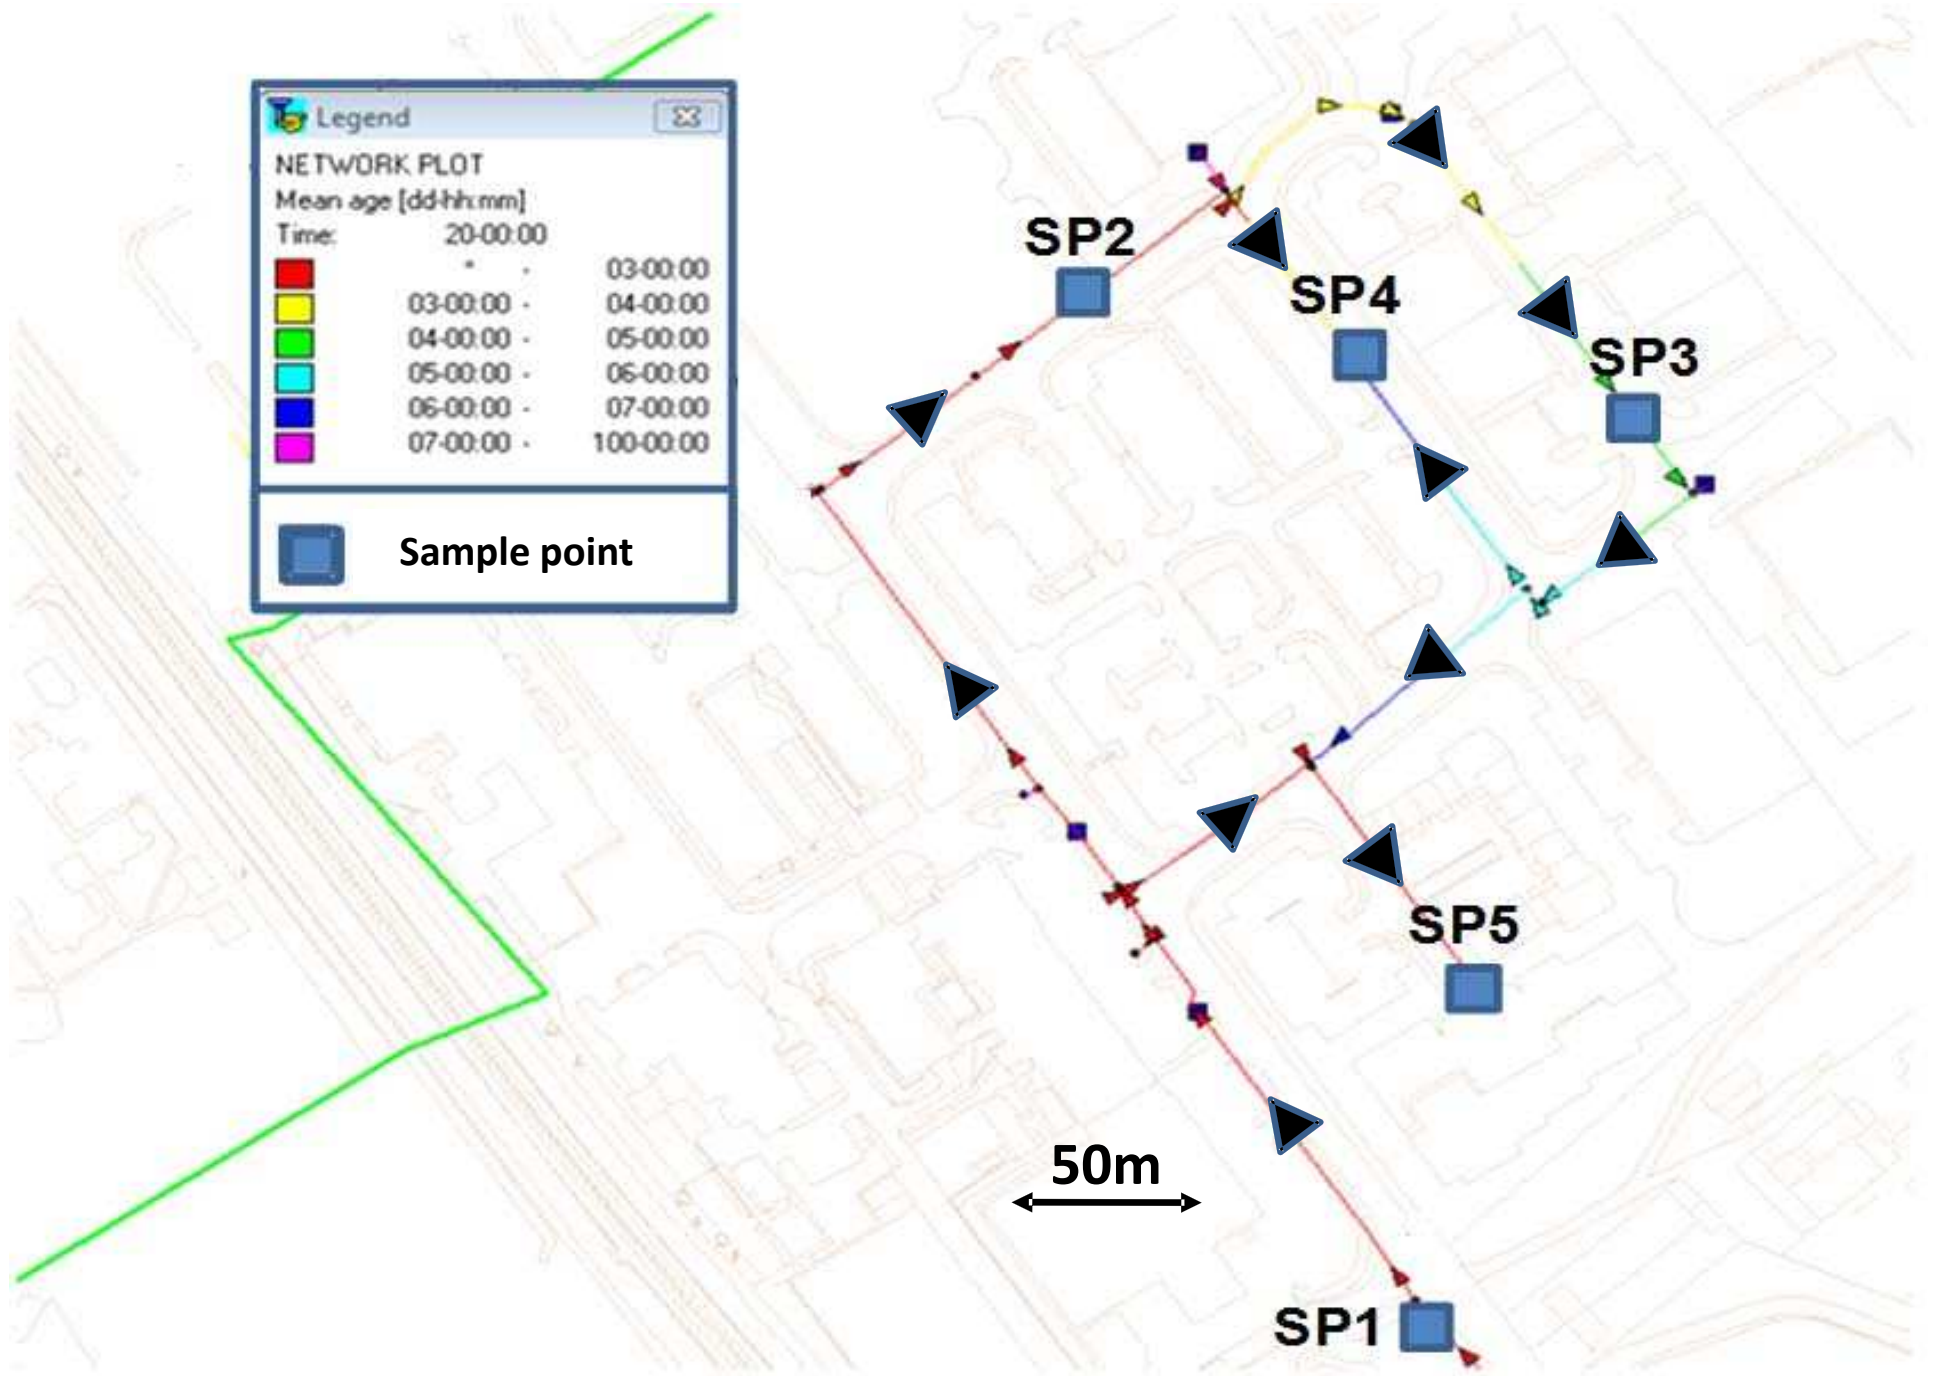 Legend
NETWORK PLOT
Mean age [dd-hh:mm]
Time: 20-00:00
* - 03-00:00
03-00:00 - 04-00:00
04-00:00 - 05-00:00
05-00:00 - 06-00:00
06-00:00 - 07-00:00
07-00:00 - 100-00:00
Sample point
SP2
SP4
SP3
SP5
50m
SP1